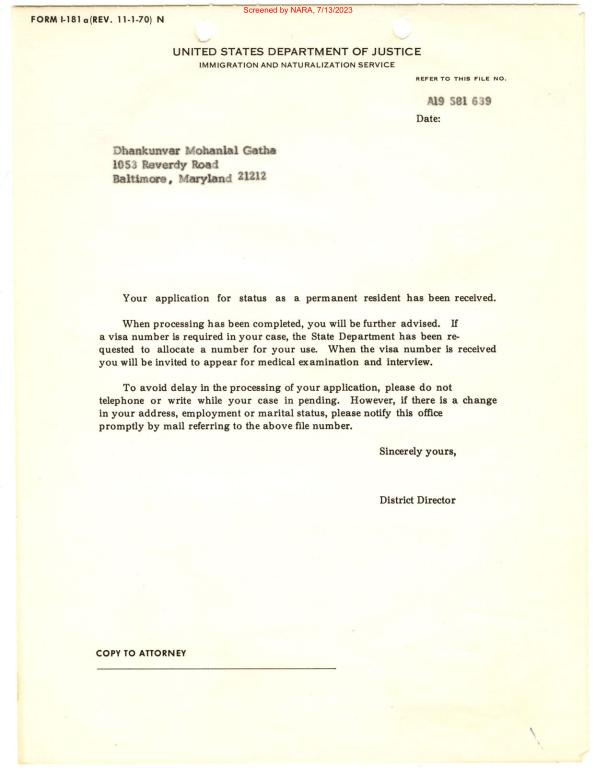 Screened by NARA, 7/13/2023
FORM I-181a (REV. 11-1-70) N
UNITED STATES DEPARTMENT OF JUSTICE
IMMIGRATION AND NATURALIZATION SERVICE
REFER TO THIS FILE NO.
A19 581 639
Date:
Dhankunvar Mohanlal Gatha
1053 Reverdy Road
Baltimore, Maryland 21212
Your application for status as a permanent resident has been received.
When processing has been completed, you will be further advised. If
a visa number is required in your case, the State Department has been re-
quested to allocate a number for your use. When the visa number is received
you will be invited to appear for medical examination and interview.
To avoid delay in the processing of your application, please do not
telephone or write while your case in pending. However, if there is a change
in your address, employment or marital status, please notify this office
promptly by mail referring to the above file number.
Sincerely yours,
District Director
COPY TO ATTORNEY